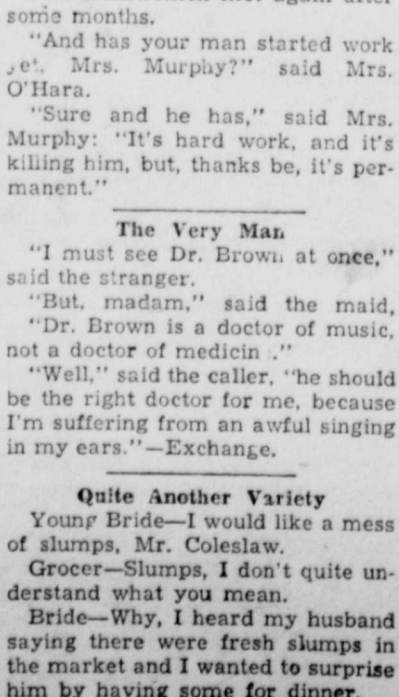 some months.
"And has your man started work
yet, Mrs. Murphy?" said Mrs.
O'Hara.
"Sure and he has," said Mrs.
Murphy: "It's hard work, and it's
killing him, but, thanks be, it's per-
manent."
The Very Man
"I must see Dr. Brown at once,"
said the stranger.
"But, madam," said the maid,
"Dr. Brown is a doctor of music,
not a doctor of medicin ."
"Well," said the caller, "he should
be the right doctor for me, because
I'm suffering from an awful singing
in my ears."—Exchange.
Quite Another Variety
Young Bride—I would like a mess
of slumps, Mr. Coleslaw.
Grocer—Slumps, I don't quite un-
derstand what you mean.
Bride—Why, I heard my husband
saying there were fresh slumps in
the market and I wanted to surprise
him by having some for dinner.